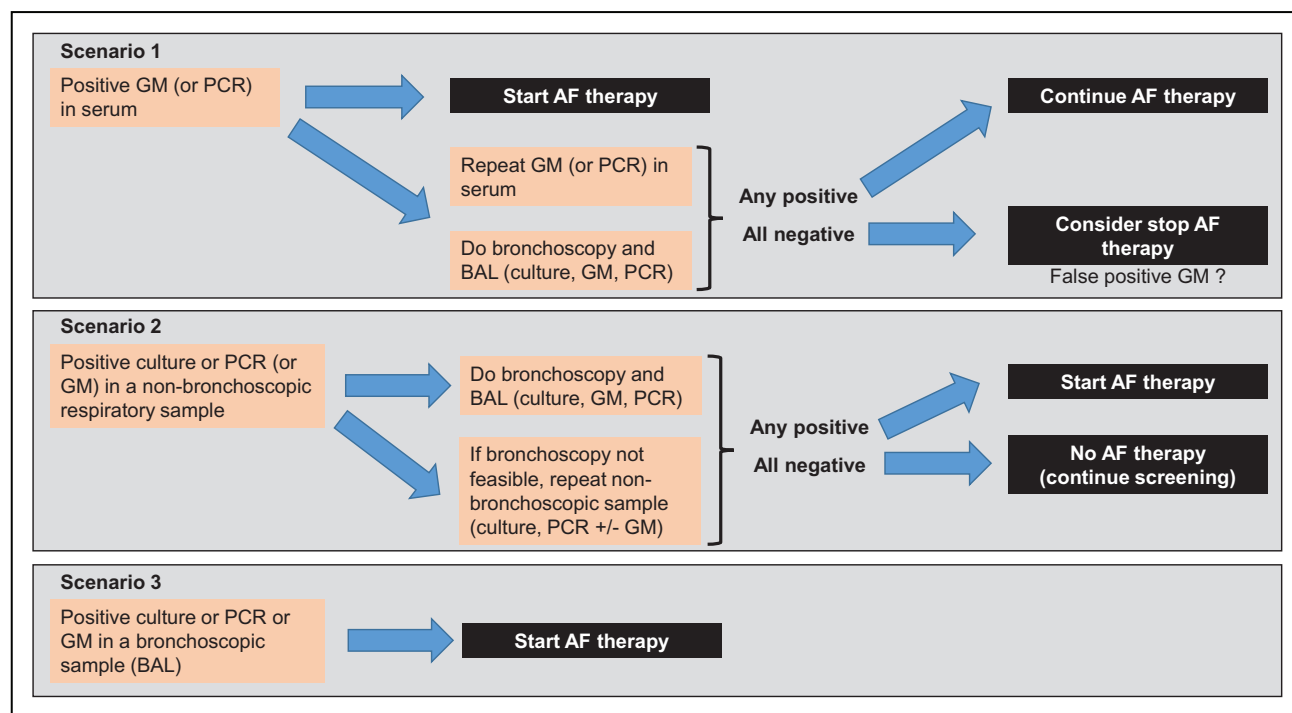 Scenario 1
Positive GM (or PCR)
in serum
Start AF therapy
Repeat GM (or PCR) in
serum
Do bronchoscopy and
BAL (culture, GM, PCR)
Any positive
All negative
Continue AF therapy
Consider stop AF
therapy
False positive GM ?
Scenario 2
Positive culture or PCR (or
GM) in a non-bronchoscopic
respiratory sample
Do bronchoscopy and
BAL (culture, GM, PCR)
If bronchoscopy not
feasible, repeat non-
bronchoscopic sample
(culture, PCR +/- GM)
Any positive
All negative
Start AF therapy
No AF therapy
(continue screening)
Scenario 3
Positive culture or PCR or
GM in a bronchoscopic
sample (BAL)
Start AF therapy